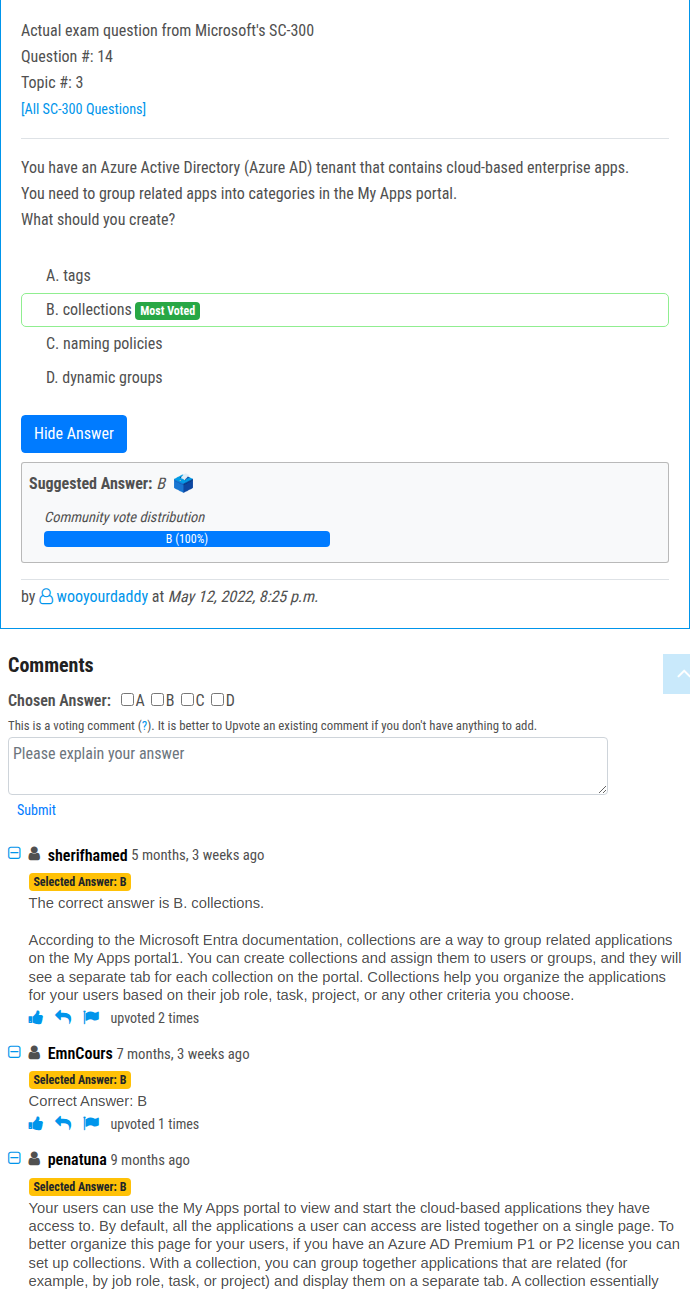 Actual exam question from Microsoft's SC-300
Question #: 14
Topic #: 3
[All SC-300 Questions]
You have an Azure Active Directory (Azure AD) tenant that contains cloud-based enterprise apps.
You need to group related apps into categories in the My Apps portal.
What should you create?
A. tags
B. collections Most Voted
C. naming policies
D. dynamic groups
Hide Answer
Suggested Answer: B
Community vote distribution
B (100%)
by wooyourdaddy at May 12, 2022, 8:25 p.m.
Comments
Chosen Answer: A B C D
This is a voting comment (?). It is better to Upvote an existing comment if you don't have anything to add.
Please explain your answer
Submit
sherifhamed 5 months, 3 weeks ago
Selected Answer: B
The correct answer is B. collections.
According to the Microsoft Entra documentation, collections are a way to group related applications
on the My Apps portal1. You can create collections and assign them to users or groups, and they will
see a separate tab for each collection on the portal. Collections help you organize the applications
for your users based on their job role, task, project, or any other criteria you choose.
upvoted 2 times
EmnCours 7 months, 3 weeks ago
Selected Answer: B
Correct Answer: B
upvoted 1 times
penatuna 9 months ago
Selected Answer: B
Your users can use the My Apps portal to view and start the cloud-based applications they have
access to. By default, all the applications a user can access are listed together on a single page. To
better organize this page for your users, if you have an Azure AD Premium P1 or P2 license you can
set up collections. With a collection, you can group together applications that are related (for
example, by job role, task, or project) and display them on a separate tab. A collection essentially